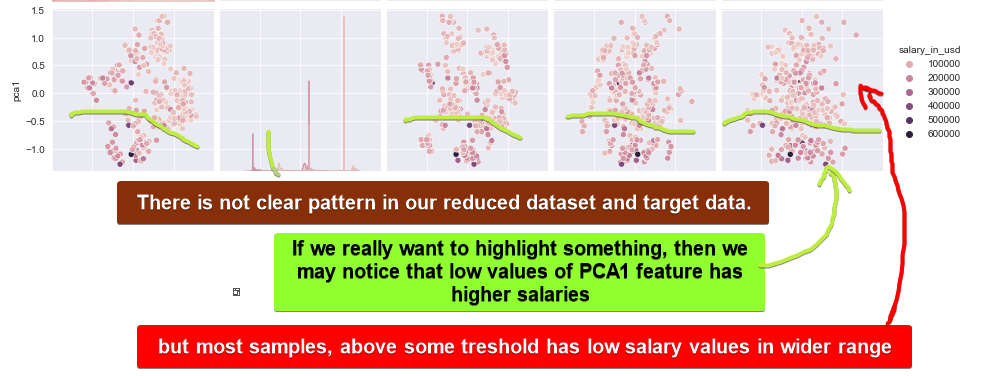 1.5
1.0
0.5
0.0
−0.5
−1.0
pca1
salary_in_usd
100000
200000
300000
400000
500000
600000
There is not clear pattern in our reduced dataset and target data.
If we really want to highlight something, then we
may notice that low values of PCA1 feature has
higher salaries
but most samples, above some treshold has low salary values in wider range